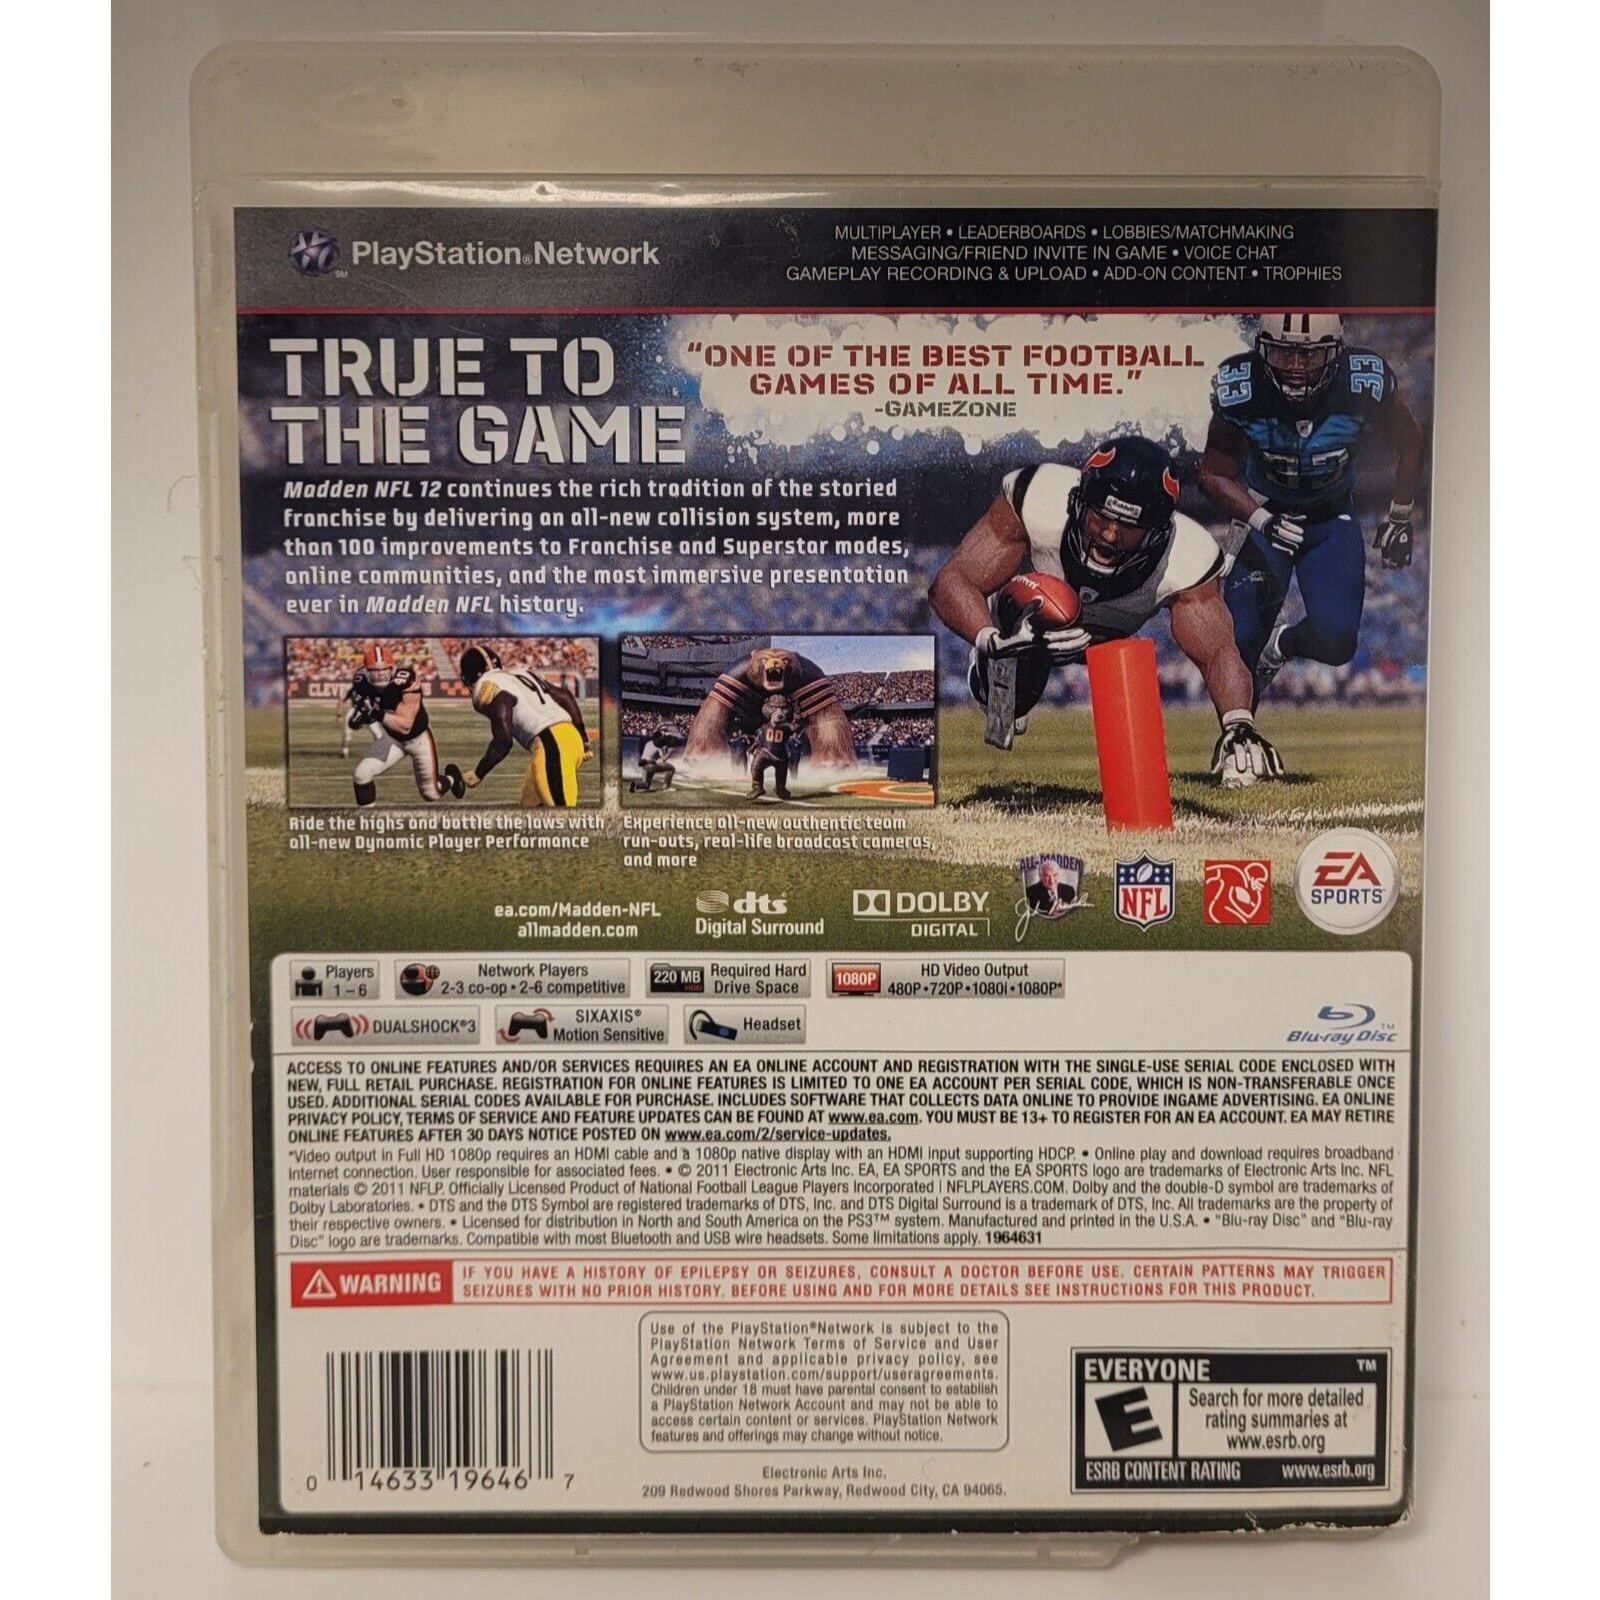 PlayStation®Network
SM
MULTIPLAYER • LEADERBOARDS • LOBBIES/MATCHMAKING
MESSAGING/FRIEND INVITE IN GAME • VOICE CHAT
GAMEPLAY RECORDING & UPLOAD • ADD-ON CONTENT • TROPHIES
TRUE TO
THE GAME
"ONE OF THE BEST FOOTBALL
GAMES OF ALL TIME."
-GAMEZONE
33
33
33
Madden NFL 12 continues the rich tradition of the storied
franchise by delivering an all-new collision system, more
than 100 improvements to Franchise and Superstar modes,
online communities, and the most immersive presentation
ever in Madden NFL history.
Ride the highs and battle the lows with
all-new Dynamic Player Performance
Experience all-new authentic team
run-outs, real-life broadcast cameras,
and more
ea.com/Madden-NFL
allmadden.com
dts
Digital Surround
DOLBY
DIGITAL
ALL-MADDEN
NFL
EA
SPORTS
Players
1 – 6
Network Players
2-3 co-op • 2-6 competitive
220 MB
HDD
Required Hard
Drive Space
1080P
HD Video Output
480P•720P•1080i•1080P*
DUALSHOCK®3
SIXAXIS®
Motion Sensitive
Headset
Blu-ray Disc™
ACCESS TO ONLINE FEATURES AND/OR SERVICES REQUIRES AN EA ONLINE ACCOUNT AND REGISTRATION WITH THE SINGLE-USE SERIAL CODE ENCLOSED WITH
NEW, FULL RETAIL PURCHASE. REGISTRATION FOR ONLINE FEATURES IS LIMITED TO ONE EA ACCOUNT PER SERIAL CODE, WHICH IS NON-TRANSFERABLE ONCE
USED. ADDITIONAL SERIAL CODES AVAILABLE FOR PURCHASE. INCLUDES SOFTWARE THAT COLLECTS DATA ONLINE TO PROVIDE INGAME ADVERTISING. EA ONLINE
PRIVACY POLICY, TERMS OF SERVICE AND FEATURE UPDATES CAN BE FOUND AT www.ea.com. YOU MUST BE 13+ TO REGISTER FOR AN EA ACCOUNT. EA MAY RETIRE
ONLINE FEATURES AFTER 30 DAYS NOTICE POSTED ON www.ea.com/2/service-updates.
*Video output in Full HD 1080p requires an HDMI cable and a 1080p native display with an HDMI input supporting HDCP. • Online play and download requires broadband
Internet connection. User responsible for associated fees. • © 2011 Electronic Arts Inc. EA, EA SPORTS and the EA SPORTS logo are trademarks of Electronic Arts Inc. NFL
materials © 2011 NFLP. Officially Licensed Product of National Football League Players Incorporated | NFLPLAYERS.COM. Dolby and the double-D symbol are trademarks of
Dolby Laboratories. • DTS and the DTS Symbol are registered trademarks of DTS, Inc. and DTS Digital Surround is a trademark of DTS, Inc. All trademarks are the property of
their respective owners. • Licensed for distribution in North and South America on the PS3™ system. Manufactured and printed in the U.S.A. • "Blu-ray Disc" and "Blu-ray
Disc" logo are trademarks. Compatible with most Bluetooth and USB wire headsets. Some limitations apply. 1964631
WARNING
IF YOU HAVE A HISTORY OF EPILEPSY OR SEIZURES, CONSULT A DOCTOR BEFORE USE. CERTAIN PATTERNS MAY TRIGGER
SEIZURES WITH NO PRIOR HISTORY. BEFORE USING AND FOR MORE DETAILS SEE INSTRUCTIONS FOR THIS PRODUCT.
0 14633 19646 7
Use of the PlayStation®Network is subject to the
PlayStation Network Terms of Service and User
Agreement and applicable privacy policy, see
www.us.playstation.com/support/useragreements.
Children under 18 must have parental consent to establish
a PlayStation Network Account and may not be able to
access certain content or services. PlayStation Network
features and offerings may change without notice.
Electronic Arts Inc.
209 Redwood Shores Parkway, Redwood City, CA 94065.
EVERYONE
TM
E
Search for more detailed
rating summaries at
www.esrb.org
ESRB CONTENT RATING
www.esrb.org